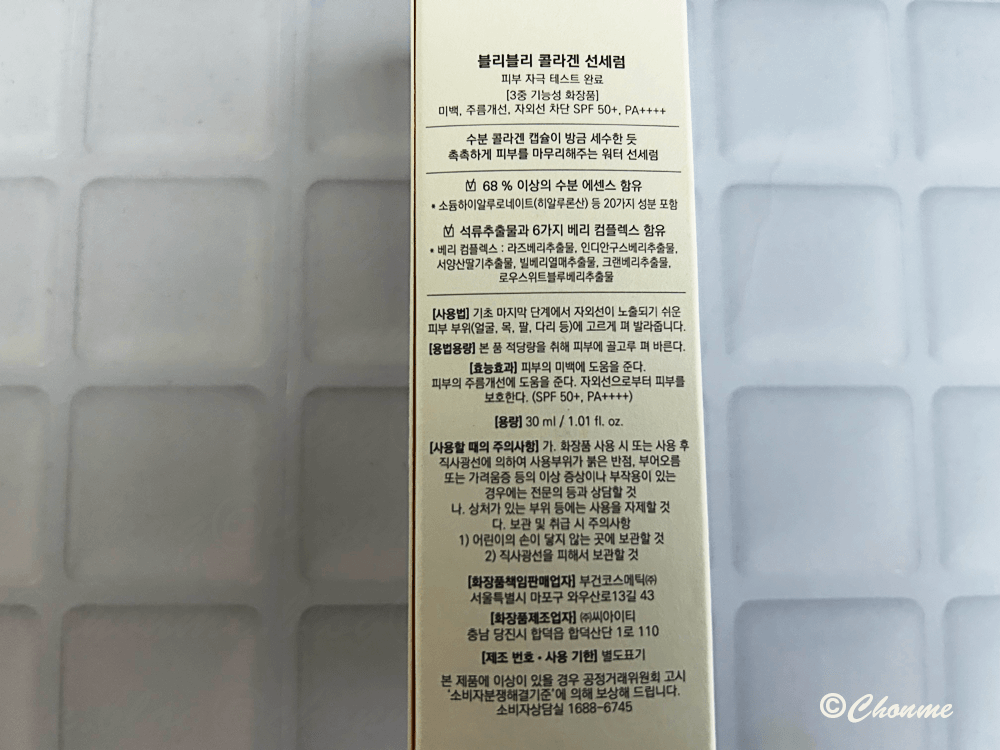 블리블리 콜라겐 선세럼
피부 자극 테스트 완료
[3중 기능성 화장품]
미백, 주름개선, 자외선 차단 SPF 50+, PA++++
수분 콜라겐 캡슐이 방금 세수한 듯
촉촉하게 피부를 마무리해주는 워터 선세럼
☑ 68 % 이상의 수분 에센스 함유
* 소듐하이알루로네이트(히알루론산) 등 20가지 성분 포함
☑ 석류추출물과 6가지 베리 컴플렉스 함유
* 베리 컴플렉스 : 라즈베리추출물, 인디안구스베리추출물,
서양산딸기추출물, 빌베리열매추출물, 크랜베리추출물,
로우스위트블루베리추출물
[사용법] 기초 마지막 단계에서 자외선이 노출되기 쉬운
피부 부위(얼굴, 목, 팔, 다리 등)에 고르게 펴 발라줍니다.
[용법용량] 본 품 적당량을 취해 피부에 골고루 펴 바른다.
[효능효과] 피부의 미백에 도움을 준다.
피부의 주름개선에 도움을 준다. 자외선으로부터 피부를
보호한다. (SPF 50+, PA++++)
[용량] 30 ml / 1.01 fl. oz.
[사용할 때의 주의사항] 가. 화장품 사용 시 또는 사용 후
직사광선에 의하여 사용부위가 붉은 반점, 부어오름
또는 가려움증 등의 이상 증상이나 부작용이 있는
경우에는 전문의 등과 상담할 것
나. 상처가 있는 부위 등에는 사용을 자제할 것
다. 보관 및 취급 시 주의사항
1) 어린이의 손이 닿지 않는 곳에 보관할 것
2) 직사광선을 피해서 보관할 것
[화장품책임판매업자] 부건코스메틱㈜
서울특별시 마포구 와우산로13길 43
[화장품제조업자] ㈜씨아이티
충남 당진시 합덕읍 합덕산단 1로 110
[제조 번호 • 사용 기한] 별도표기
본 제품에 이상이 있을 경우 공정거래위원회 고시
'소비자분쟁해결기준'에 의해 보상해 드립니다.
소비자상담실 1688-6745
©Chonme